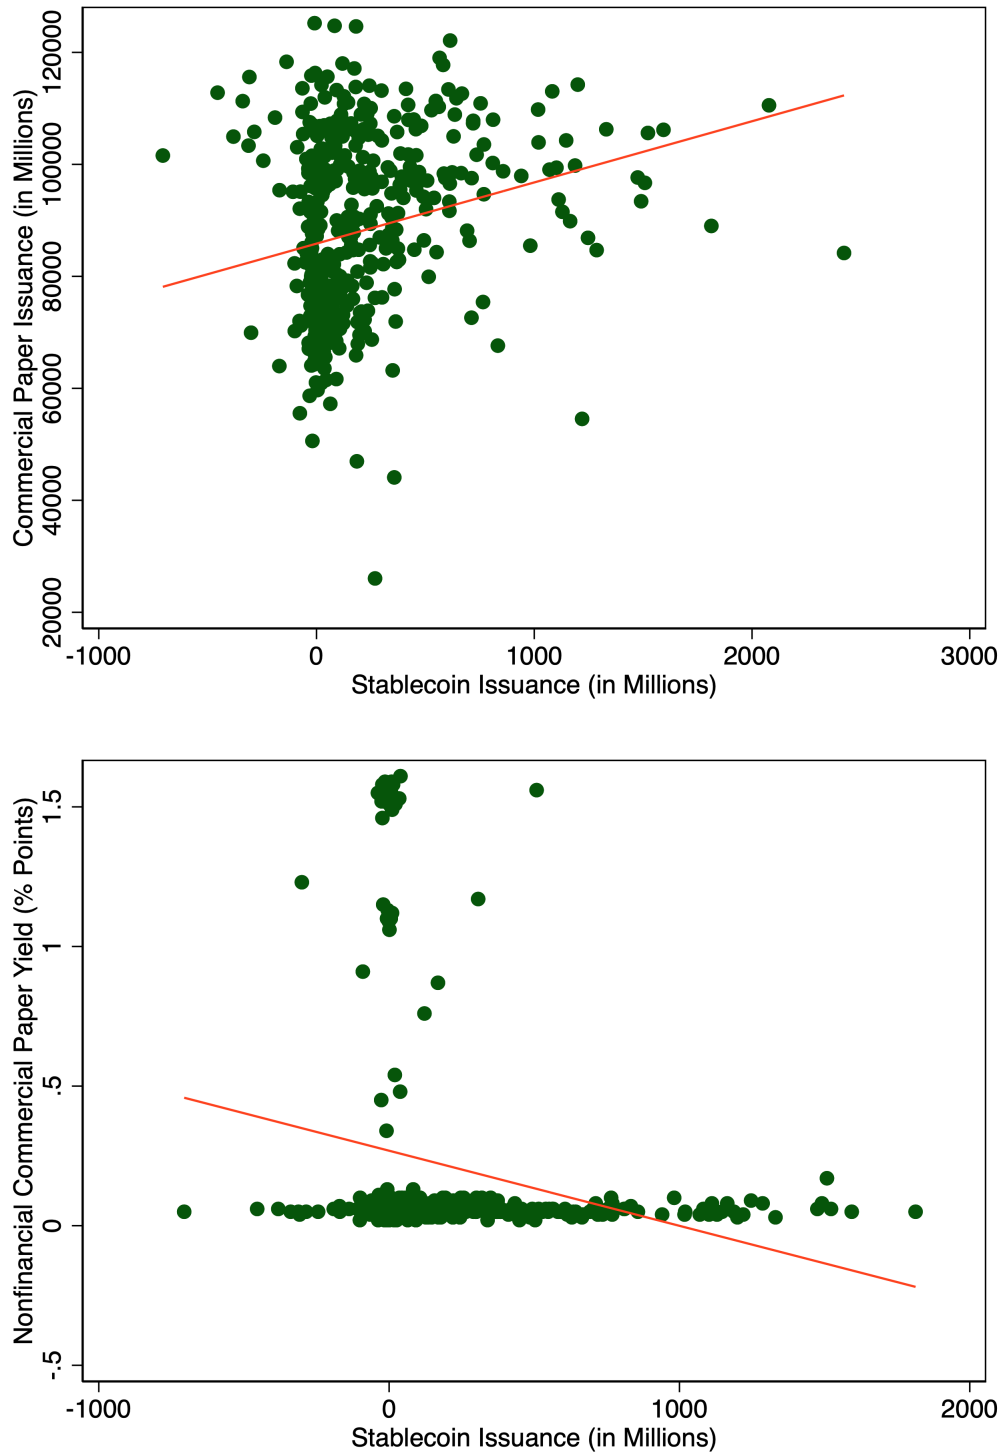 Commercial Paper Issuance (in Millions)
120000
100000
80000
60000
40000
20000
-1000 0 1000 2000 3000
Stablecoin Issuance (in Millions)
Nonfinancial Commercial Paper Yield (% Points)
1.5
1
.5
0
-.5
-1000 0 1000 2000
Stablecoin Issuance (in Millions)